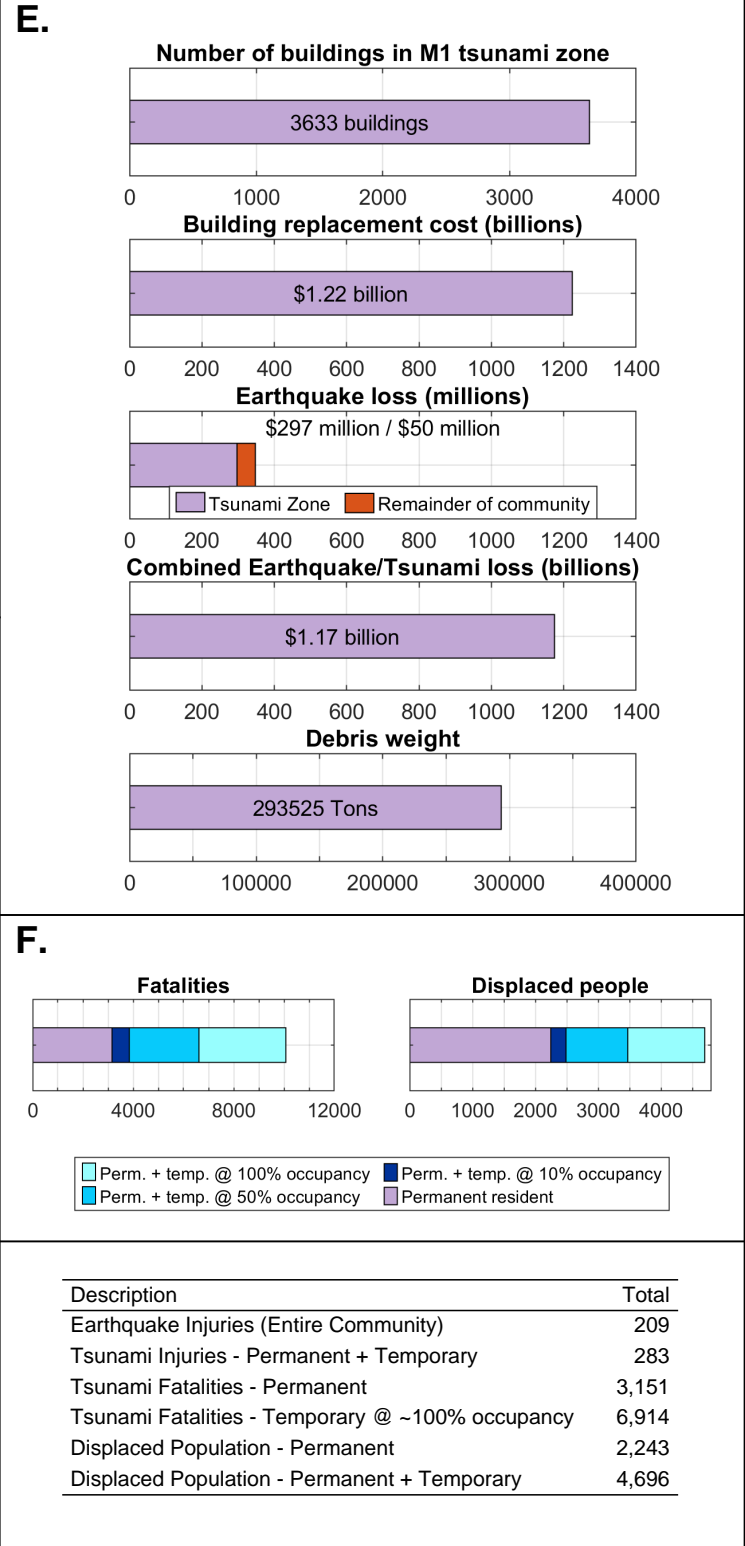 E.
Number of buildings in M1 tsunami zone
3633 buildings
0 1000 2000 3000 4000
Building replacement cost (billions)
$1.22 billion
0 200 400 600 800 1000 1200 1400
Earthquake loss (millions)
$297 million / $50 million
Tsunami Zone Remainder of community
0 200 400 600 800 1000 1200 1400
Combined Earthquake/Tsunami loss (billions)
$1.17 billion
0 200 400 600 800 1000 1200 1400
Debris weight
293525 Tons
0 100000 200000 300000 400000
F.
Fatalities Displaced people
0 4000 8000 12000 0 1000 2000 3000 4000
Perm. + temp. @ 100% occupancy Perm. + temp. @ 10% occupancy
Perm. + temp. @ 50% occupancy Permanent resident
Description Total
Earthquake Injuries (Entire Community) 209
Tsunami Injuries - Permanent + Temporary 283
Tsunami Fatalities - Permanent 3,151
Tsunami Fatalities - Temporary @ ~100% occupancy 6,914
Displaced Population - Permanent 2,243
Displaced Population - Permanent + Temporary 4,696